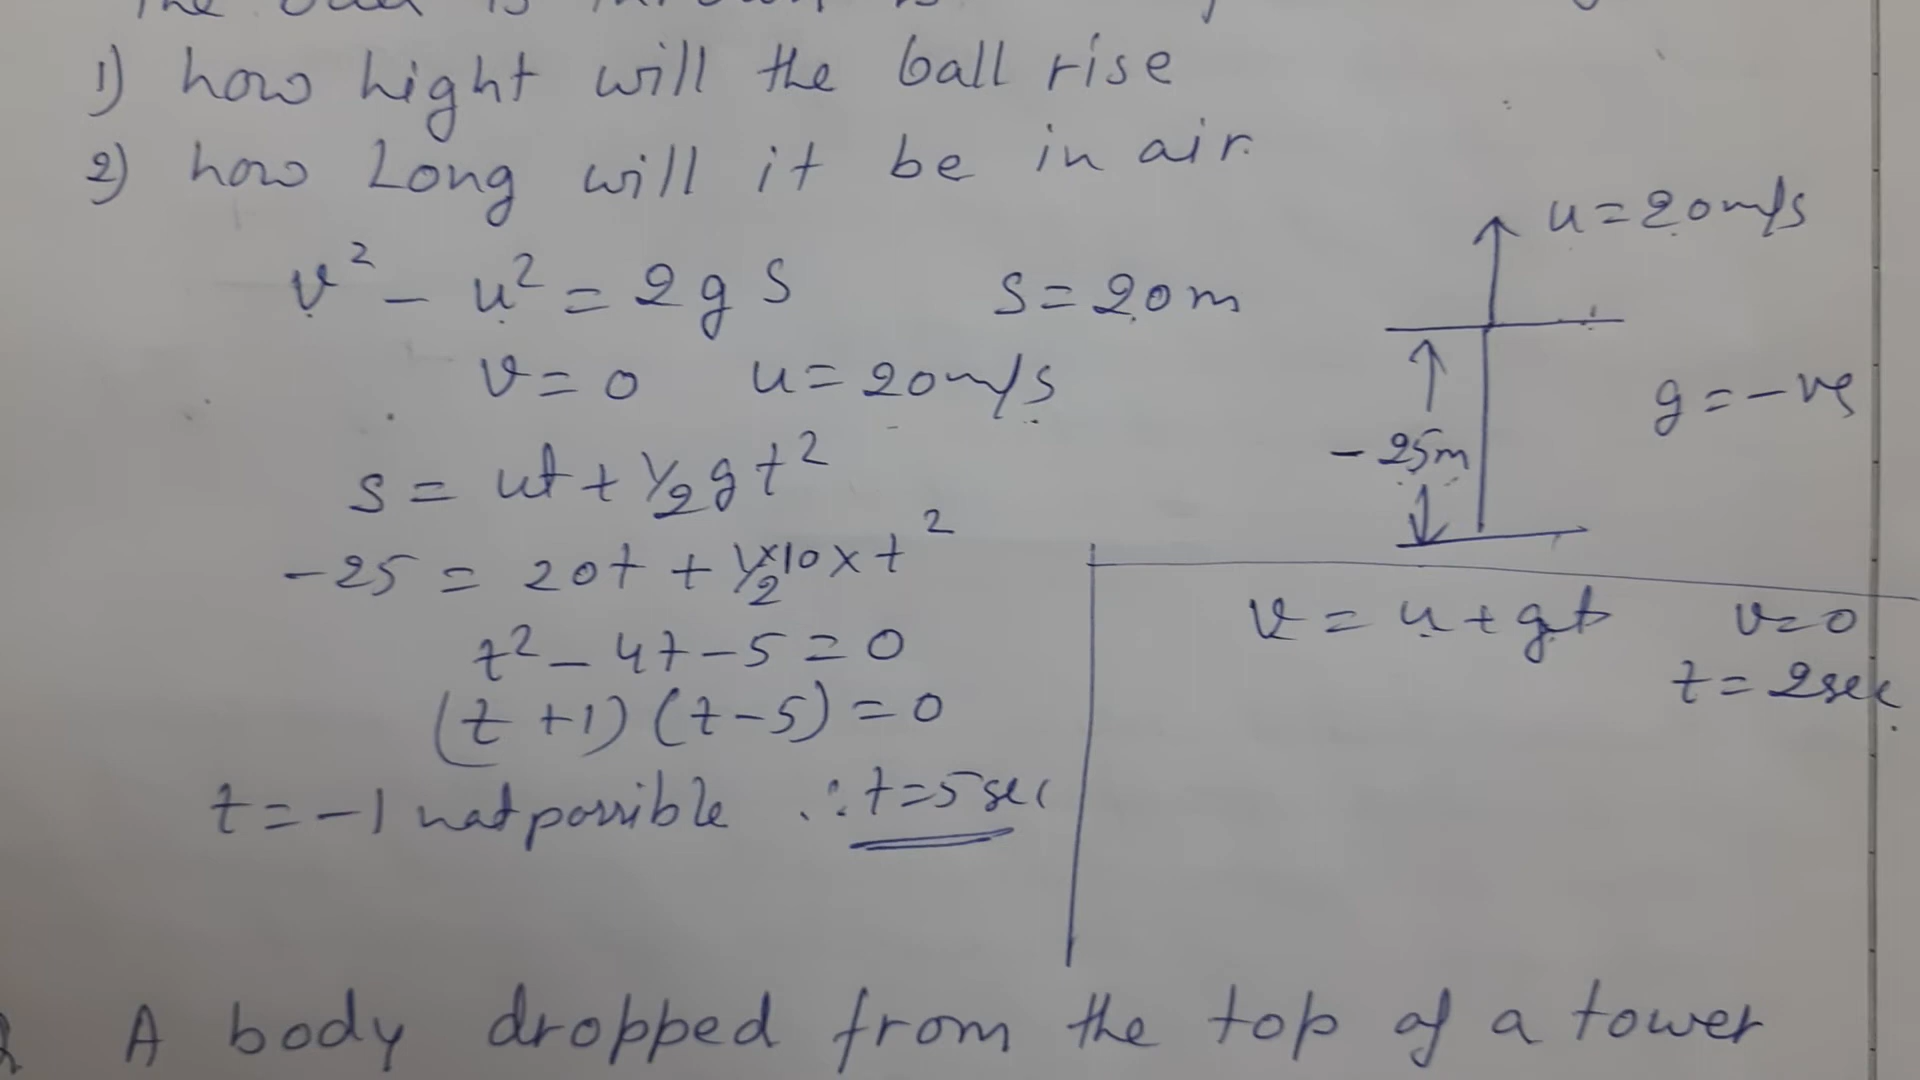 1) how hight will the ball rise
2) how Long will it be in air.
v² - u² = 2gS    S = 20m
v = 0    u = 20m/s
s = ut + 1/2gt²
-25 = 20t + 1/2×10×t²
t² - 4t - 5 = 0
(t + 1) (t - 5) = 0
t = -1 not possible ∴ t = 5 sec
u = 20m/s
g = -ve
- 25m
v = u + gt    v = 0
t = 2 sec.
A body dropped from the top of a tower